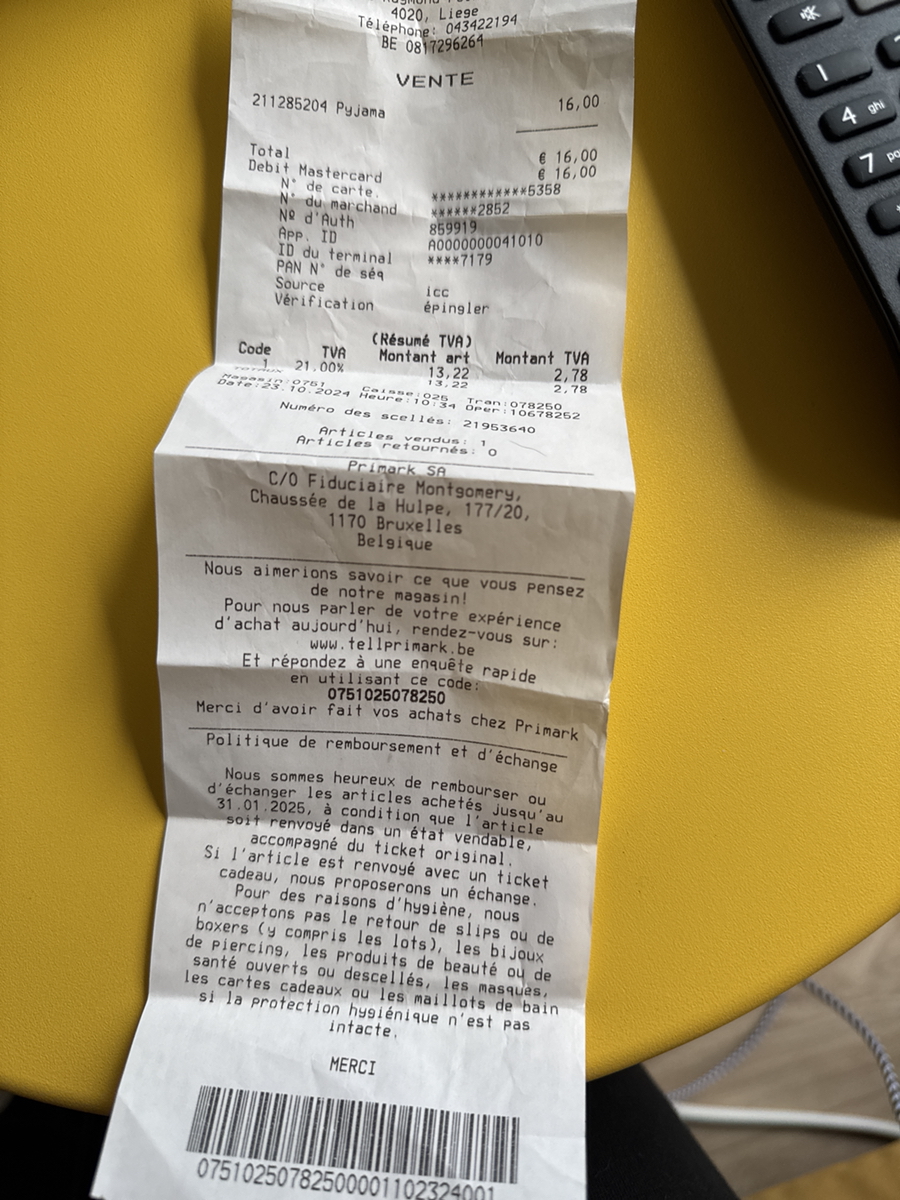 4020, Liege
Téléphone: 043422194
BE 0817296264
VENTE
211285204 Pyjama 16,00
Total € 16,00
Debit Mastercard € 16,00
N° de carte. ************5358
N° du marchand ******2852
Nº d'Auth 859919
App. ID A0000000041010
ID du terminal ****7179
PAN N° de séq
Source icc
Vérification épingler
(Résumé TVA)
Code TVA Montant art Montant TVA
1 21.00% 13,22 2,78
TOTAUX 13,22 2,78
Magasin:0751 Caisse:025 Tran:078250
Date:23.10.2024 Heure:10:34 Oper:10678252
Numéro des scellés: 21953640
Articles vendus: 1
Articles retournés: 0
Primark SA
C/O Fiduciaire Montgomery,
Chaussée de la Hulpe, 177/20,
1170 Bruxelles
Belgique
Nous aimerions savoir ce que vous pensez
de notre magasin!
Pour nous parler de votre expérience
d'achat aujourd'hui, rendez-vous sur:
www.tellprimark.be
Et répondez à une enquête rapide
en utilisant ce code:
0751025078250
Merci d'avoir fait vos achats chez Primark
Politique de remboursement et d'échange
Nous sommes heureux de rembourser ou
d'échanger les articles achetés jusqu'au
31.01.2025, à condition que l'article
soit renvoyé dans un état vendable,
accompagné du ticket original.
Si l'article est renvoyé avec un ticket
cadeau, nous proposerons un échange.
Pour des raisons d'hygiène, nous
n'acceptons pas le retour de slips ou de
boxers (y compris les lots), les bijoux
de piercing, les produits de beauté ou de
santé ouverts ou descellés, les masques,
les cartes cadeaux ou les maillots de bain
si la protection hygiénique n'est pas
intacte.
MERCI
07510250782500001102324001
1
4 ghi
7